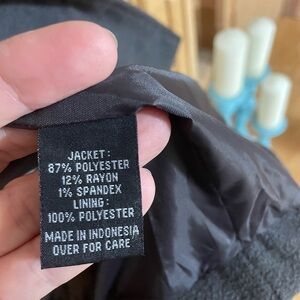 JACKET:
87% POLYESTER
12% RAYON
1% SPANDEX
LINING:
100% POLYESTER
MADE IN INDONESIA
OVER FOR CARE